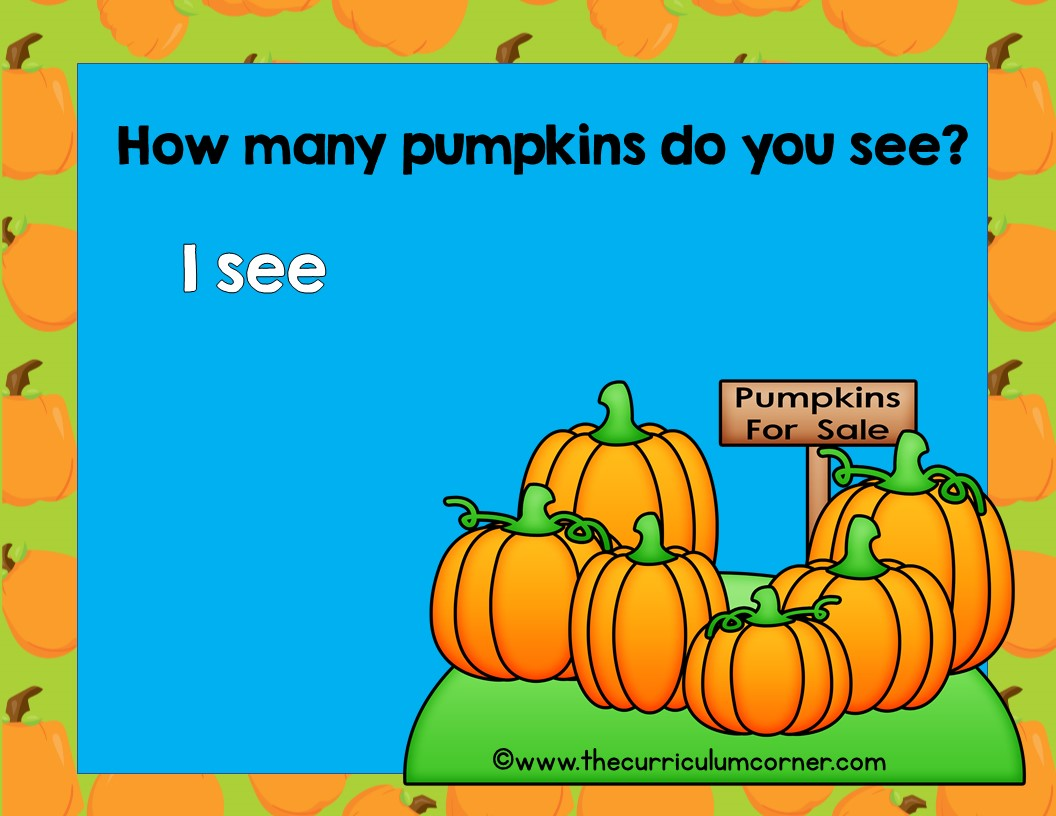 How many pumpkins do you see?
I see
Pumpkins
For Sale
©www.thecurriculumcorner.com